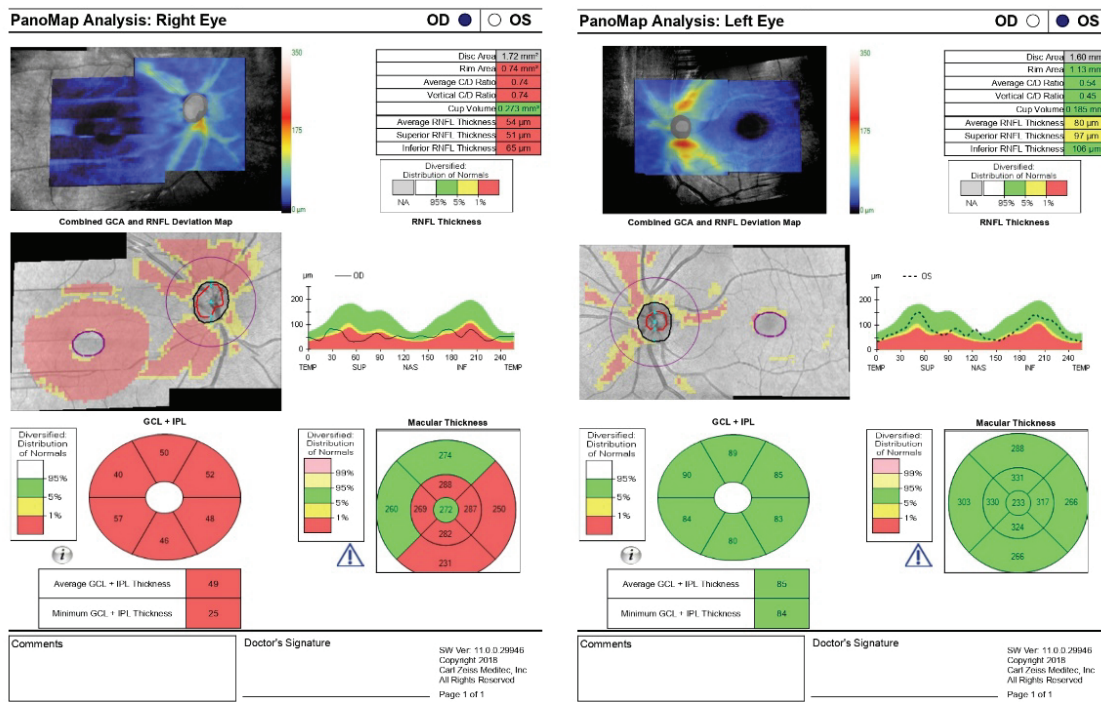 PanoMap Analysis: Right Eye
OD OS
350
175
0 µm
Disc Area 1.72 mm²
Rim Area 0.74 mm²
Average C/D Ratio 0.74
Vertical C/D Ratio 0.74
Cup Volume 0.273 mm³
Average RNFL Thickness 54 µm
Superior RNFL Thickness 51 µm
Inferior RNFL Thickness 65 µm
Diversified:
Distribution of Normals
NA 95% 5% 1%
Combined GCA and RNFL Deviation Map
RNFL Thickness
µm
OD
200
100
0
0 30 60 90 120 150 180 210 240
TEMP SUP NAS INF TEMP
GCL + IPL
Diversified:
Distribution
of Normals
95%
5%
1%
50
40 52
57 48
46
Average GCL + IPL Thickness 49
Minimum GCL + IPL Thickness 25
Macular Thickness
Diversified:
Distribution
of Normals
99%
95%
5%
1%
274
288
260 269 272 287 250
282
231
Comments
Doctor's Signature
SW Ver: 11.0.0.29946
Copyright 2018
Carl Zeiss Meditec, Inc
All Rights Reserved
Page 1 of 1
PanoMap Analysis: Left Eye
OD OS
350
175
0 µm
Disc Area 1.60 mm²
Rim Area 1.13 mm²
Average C/D Ratio 0.54
Vertical C/D Ratio 0.45
Cup Volume 0.185 mm³
Average RNFL Thickness 80 µm
Superior RNFL Thickness 97 µm
Inferior RNFL Thickness 106 µm
Diversified:
Distribution of Normals
NA 95% 5% 1%
Combined GCA and RNFL Deviation Map
RNFL Thickness
µm
OS
200
100
0
0 30 60 90 120 150 180 210 240
TEMP SUP NAS INF TEMP
GCL + IPL
Diversified:
Distribution
of Normals
95%
5%
1%
89
90 85
84 83
80
Average GCL + IPL Thickness 85
Minimum GCL + IPL Thickness 84
Macular Thickness
Diversified:
Distribution
of Normals
99%
95%
5%
1%
288
331
303 330 233 317 266
324
266
Comments
Doctor's Signature
SW Ver: 11.0.0.29946
Copyright 2018
Carl Zeiss Meditec, Inc
All Rights Reserved
Page 1 of 1